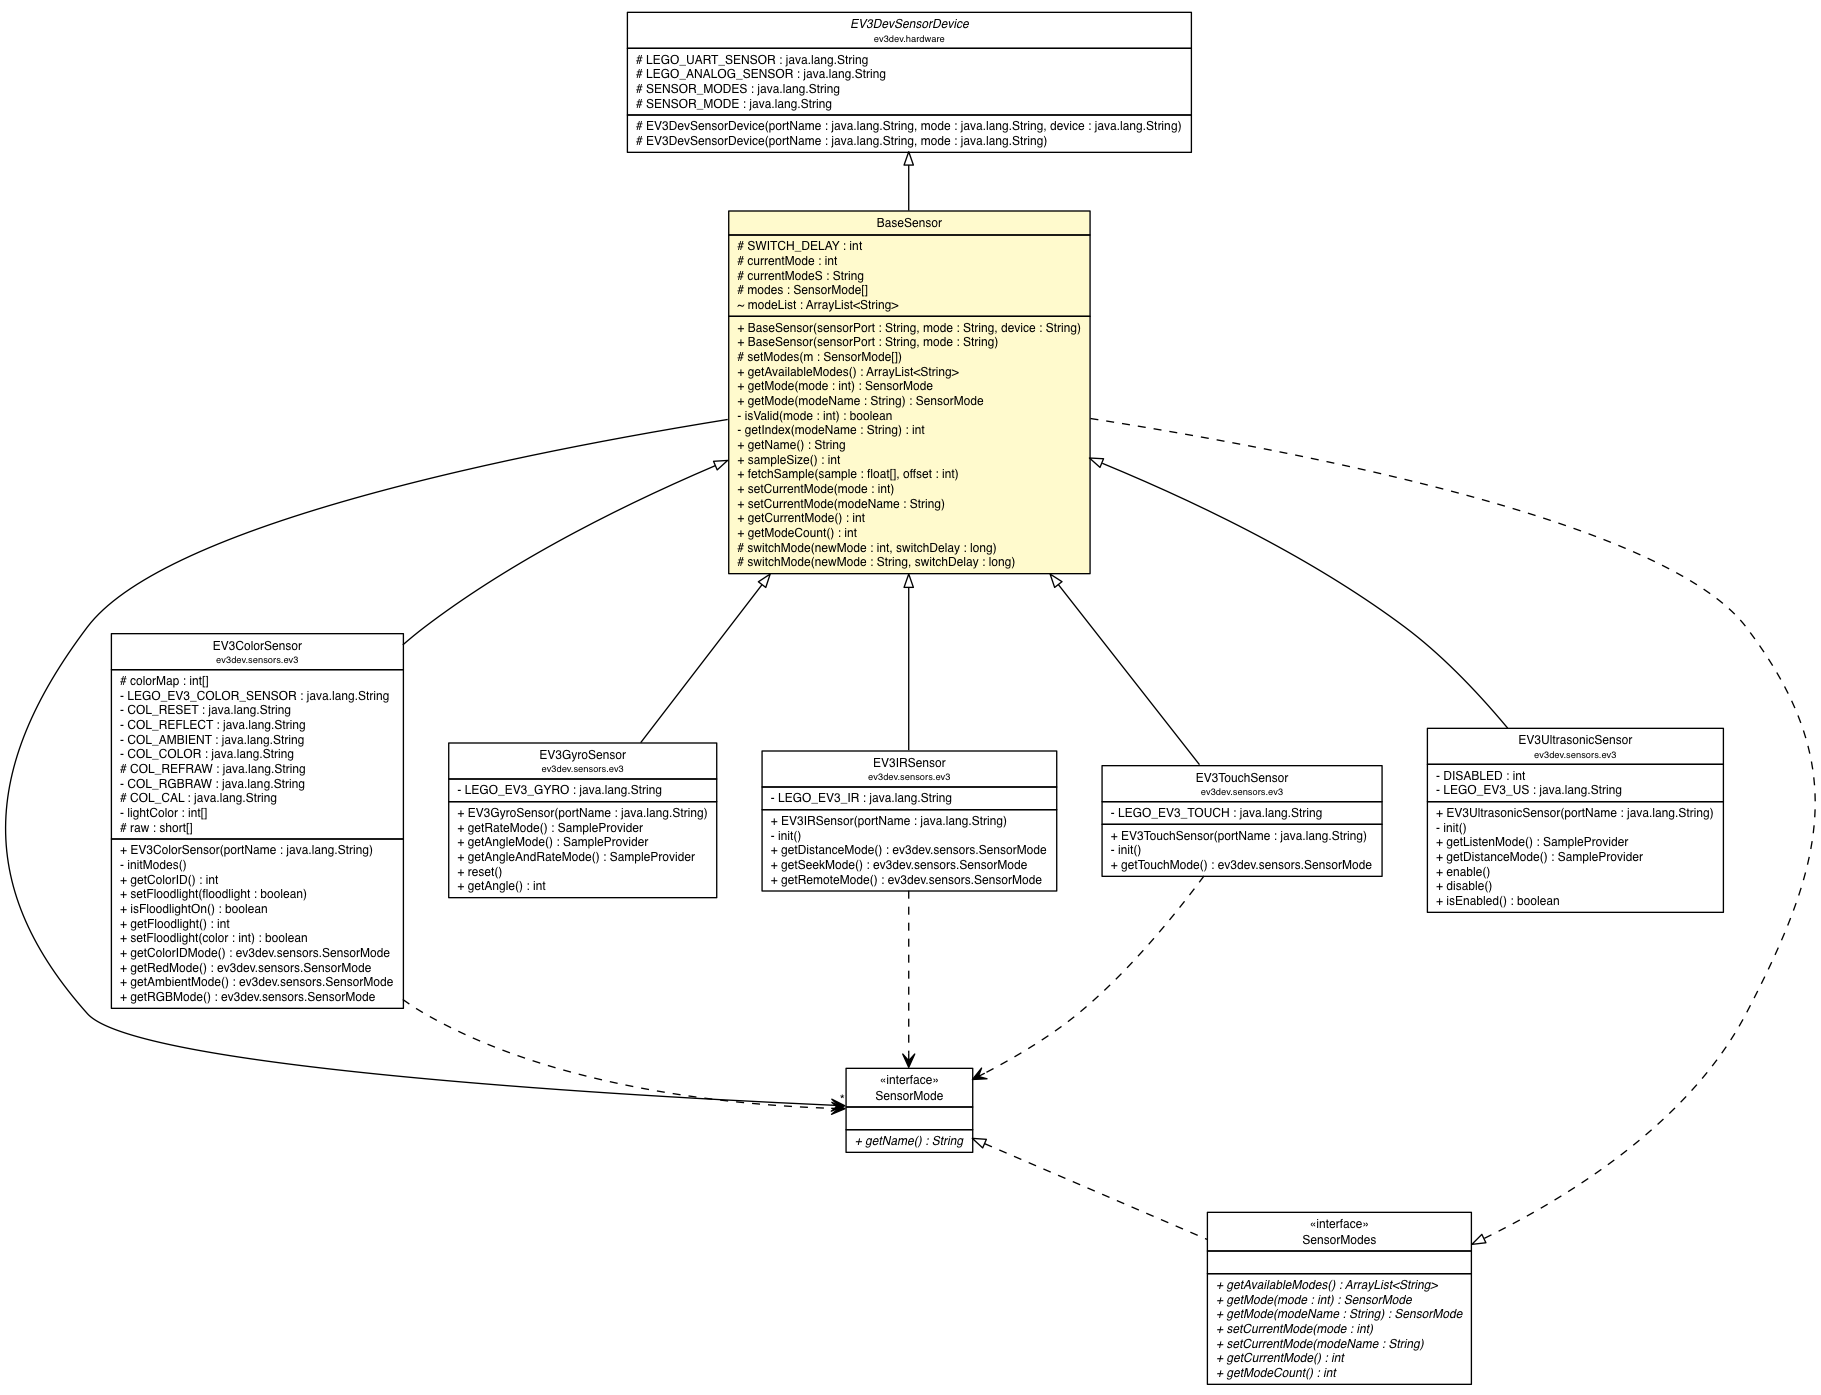 EV3DevSensorDevice
ev3dev.hardware
# LEGO_UART_SENSOR : java.lang.String
# LEGO_ANALOG_SENSOR : java.lang.String
# SENSOR_MODES : java.lang.String
# SENSOR_MODE : java.lang.String
# EV3DevSensorDevice(portName : java.lang.String, mode : java.lang.String, device : java.lang.String)
# EV3DevSensorDevice(portName : java.lang.String, mode : java.lang.String)
BaseSensor
# SWITCH_DELAY : int
# currentMode : int
# currentModeS : String
# modes : SensorMode[]
~ modeList : ArrayList<String>
+ BaseSensor(sensorPort : String, mode : String, device : String)
+ BaseSensor(sensorPort : String, mode : String)
# setModes(m : SensorMode[])
+ getAvailableModes() : ArrayList<String>
+ getMode(mode : int) : SensorMode
+ getMode(modeName : String) : SensorMode
- isValid(mode : int) : boolean
- getIndex(modeName : String) : int
+ getName() : String
+ sampleSize() : int
+ fetchSample(sample : float[], offset : int)
+ setCurrentMode(mode : int)
+ setCurrentMode(modeName : String)
+ getCurrentMode() : int
+ getModeCount() : int
# switchMode(newMode : int, switchDelay : long)
# switchMode(newMode : String, switchDelay : long)
EV3ColorSensor
ev3dev.sensors.ev3
# colorMap : int[]
- LEGO_EV3_COLOR_SENSOR : java.lang.String
- COL_RESET : java.lang.String
- COL_REFLECT : java.lang.String
- COL_AMBIENT : java.lang.String
- COL_COLOR : java.lang.String
# COL_REFRAW : java.lang.String
- COL_RGBRAW : java.lang.String
# COL_CAL : java.lang.String
- lightColor : int[]
# raw : short[]
+ EV3ColorSensor(portName : java.lang.String)
- initModes()
+ getColorID() : int
+ setFloodlight(floodlight : boolean)
+ isFloodlightOn() : boolean
+ getFloodlight() : int
+ setFloodlight(color : int) : boolean
+ getColorIDMode() : ev3dev.sensors.SensorMode
+ getRedMode() : ev3dev.sensors.SensorMode
+ getAmbientMode() : ev3dev.sensors.SensorMode
+ getRGBMode() : ev3dev.sensors.SensorMode
EV3GyroSensor
ev3dev.sensors.ev3
- LEGO_EV3_GYRO : java.lang.String
+ EV3GyroSensor(portName : java.lang.String)
+ getRateMode() : SampleProvider
+ getAngleMode() : SampleProvider
+ getAngleAndRateMode() : SampleProvider
+ reset()
+ getAngle() : int
EV3IRSensor
ev3dev.sensors.ev3
- LEGO_EV3_IR : java.lang.String
+ EV3IRSensor(portName : java.lang.String)
- init()
+ getDistanceMode() : ev3dev.sensors.SensorMode
+ getSeekMode() : ev3dev.sensors.SensorMode
+ getRemoteMode() : ev3dev.sensors.SensorMode
EV3TouchSensor
ev3dev.sensors.ev3
- LEGO_EV3_TOUCH : java.lang.String
+ EV3TouchSensor(portName : java.lang.String)
- init()
+ getTouchMode() : ev3dev.sensors.SensorMode
EV3UltrasonicSensor
ev3dev.sensors.ev3
- DISABLED : int
- LEGO_EV3_US : java.lang.String
+ EV3UltrasonicSensor(portName : java.lang.String)
- init()
+ getListenMode() : SampleProvider
+ getDistanceMode() : SampleProvider
+ enable()
+ disable()
+ isEnabled() : boolean
*
«interface»
SensorMode
+ getName() : String
«interface»
SensorModes
+ getAvailableModes() : ArrayList<String>
+ getMode(mode : int) : SensorMode
+ getMode(modeName : String) : SensorMode
+ setCurrentMode(mode : int)
+ setCurrentMode(modeName : String)
+ getCurrentMode() : int
+ getModeCount() : int